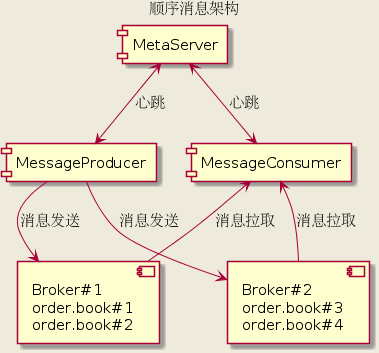 顺序消息架构
MetaServer
心跳
心跳
MessageProducer
MessageConsumer
消息发送
消息发送
消息拉取
消息拉取
Broker#1
order.book#1
order.book#2
Broker#2
order.book#3
order.book#4